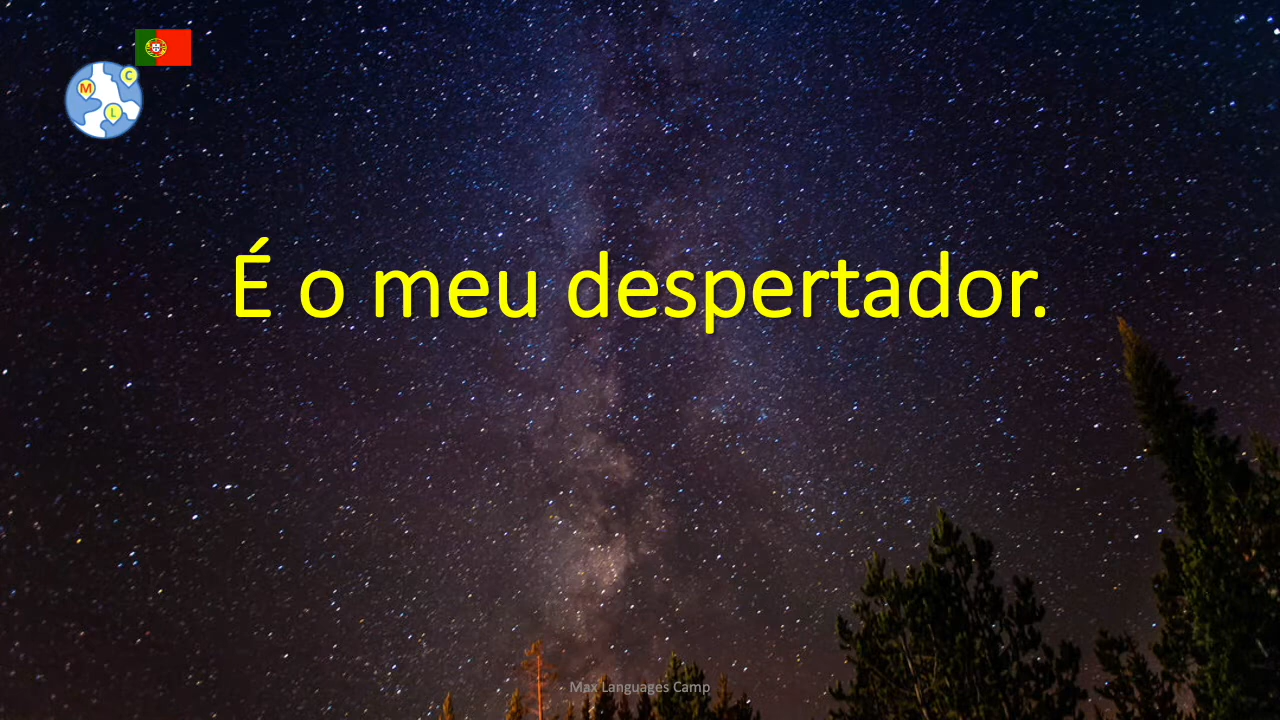 C
M
L
É o meu despertador.
Max Languages Camp